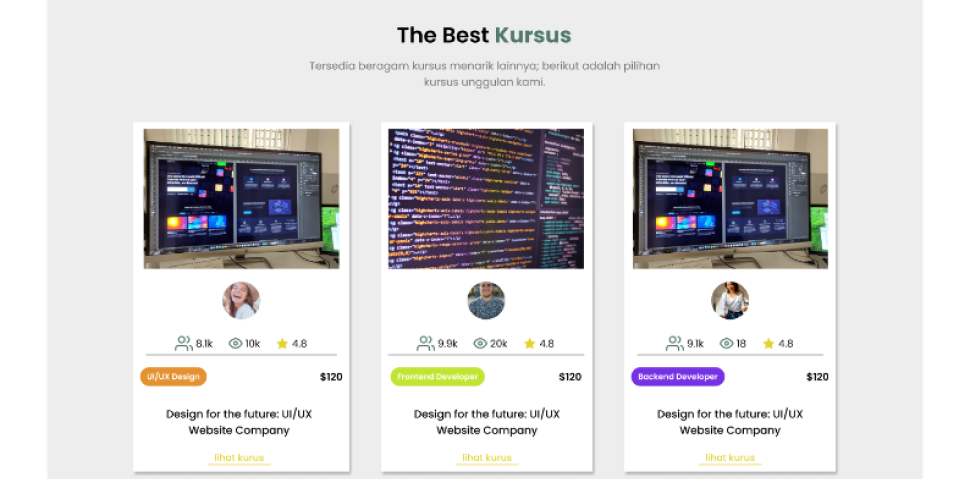 The Best Kursus
Tersedia beragam kursus menarik lainnya; berikut adalah pilihan
kursus unggulan kami.
8.1k 10k 4.8
UI/UX Design $120
Design for the future: UI/UX
Website Company
lihat kurus
9.9k 20k 4.8
Frontend Developer $120
Design for the future: UI/UX
Website Company
lihat kurus
9.1k 18 4.8
Backend Developer $120
Design for the future: UI/UX
Website Company
lihat kurus